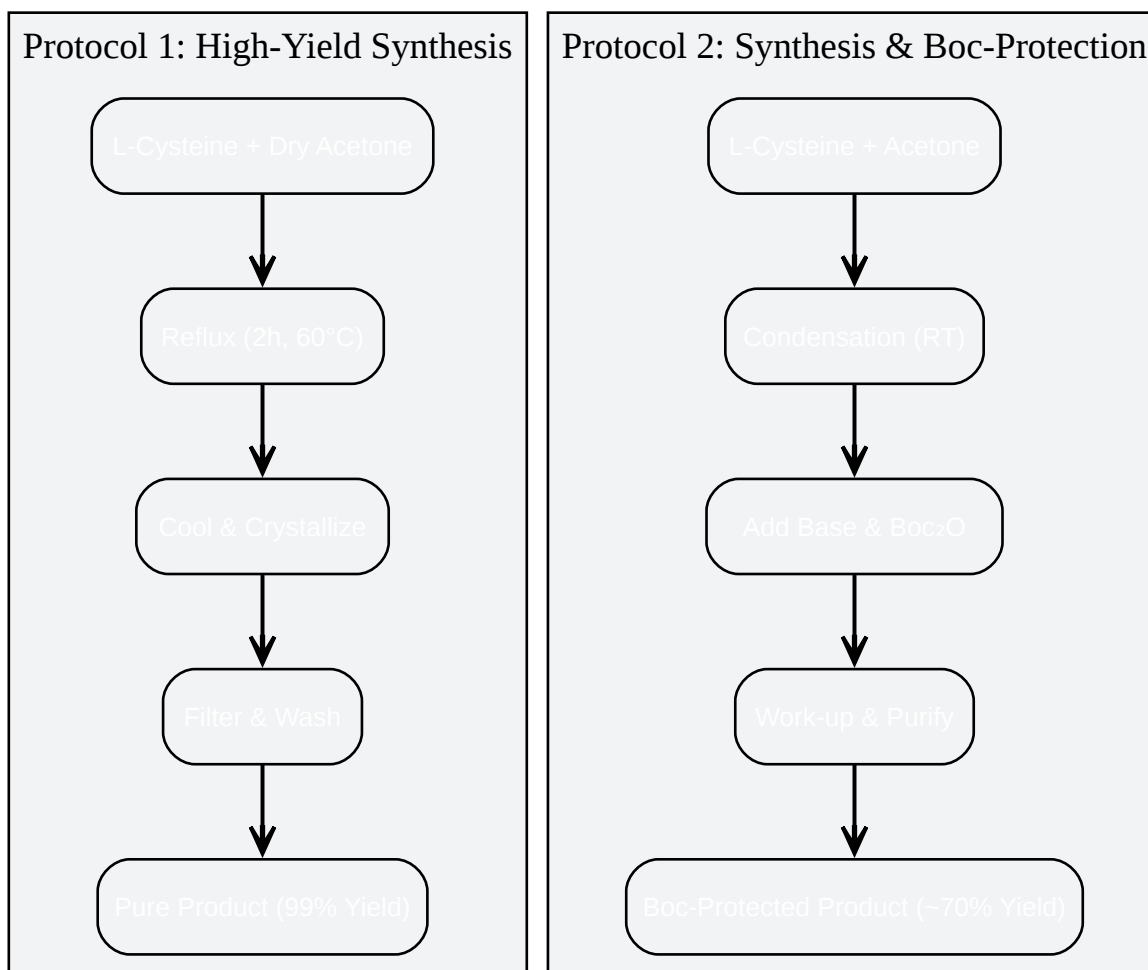 Protocol 1: High-Yield Synthesis
L-Cysteine + Dry Acetone
Reflux (2h, 60°C)
Cool & Crystallize
Filter & Wash
Pure Product (99% Yield)
Protocol 2: Synthesis & Boc-Protection
L-Cysteine + Acetone
Condensation (RT)
Add Base & Boc₂O
Work-up & Purify
Boc-Protected Product (~70% Yield)